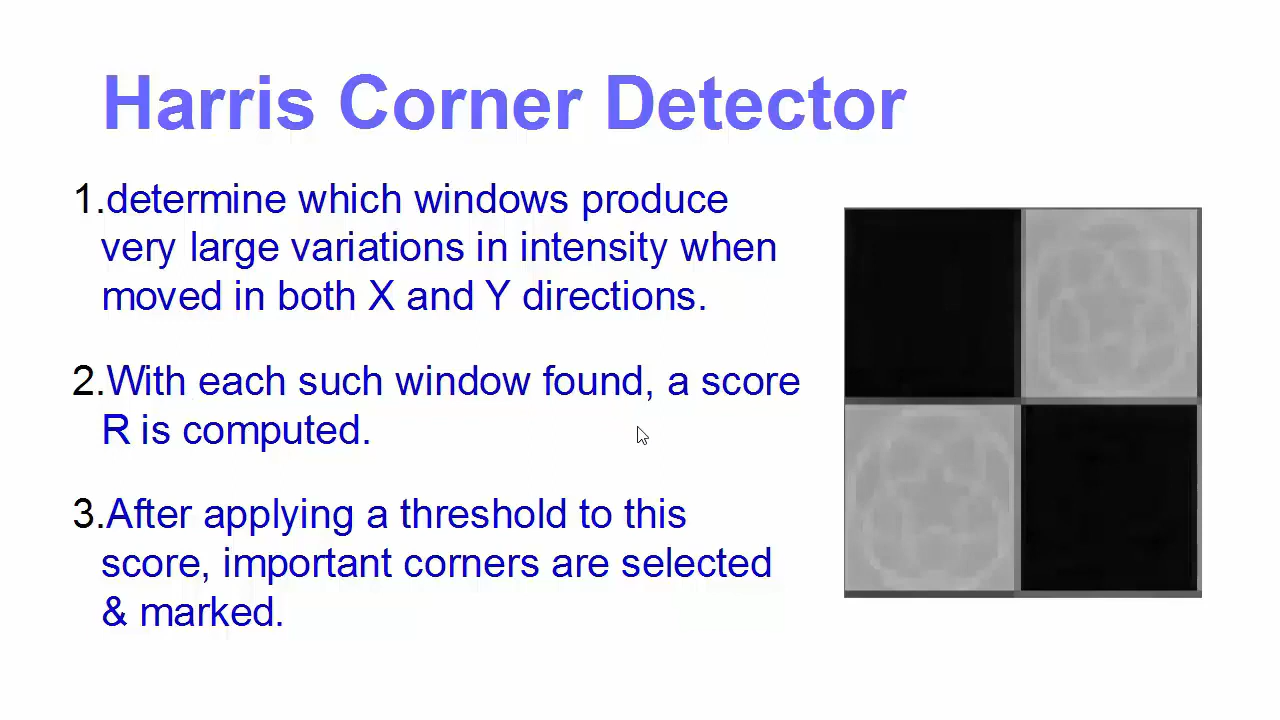 Harris Corner Detector
1.determine which windows produce
very large variations in intensity when
moved in both X and Y directions.
2.With each such window found, a score
R is computed.
3.After applying a threshold to this
score, important corners are selected
& marked.